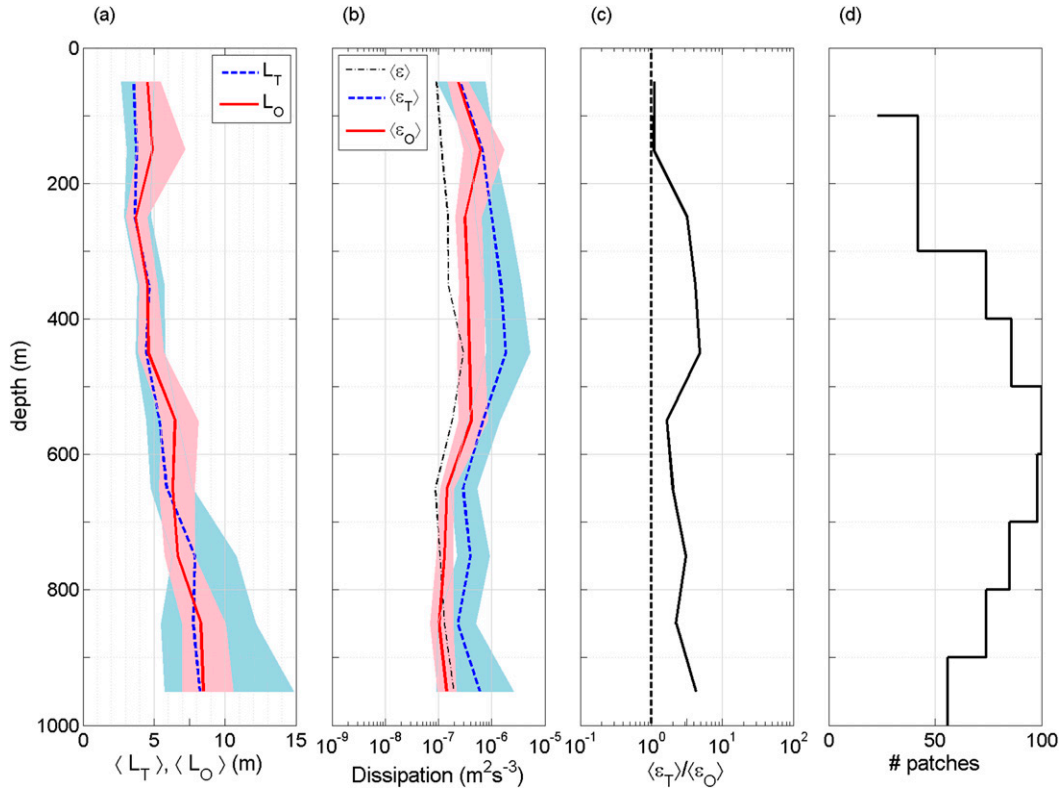 (a) (b) (c) (d)
0
200
400
600
800
1000
depth (m)
L_T
L_O
⟨ε⟩
⟨ε_T⟩
⟨ε_O⟩
0 5 10 15
10^-9 10^-8 10^-7 10^-6 10^-5
10^-1 10^0 10^1 10^2
0 50 100
⟨ L_T ⟩, ⟨ L_O ⟩ (m)
Dissipation (m^2s^-3)
⟨ε_T⟩/⟨ε_O⟩
# patches